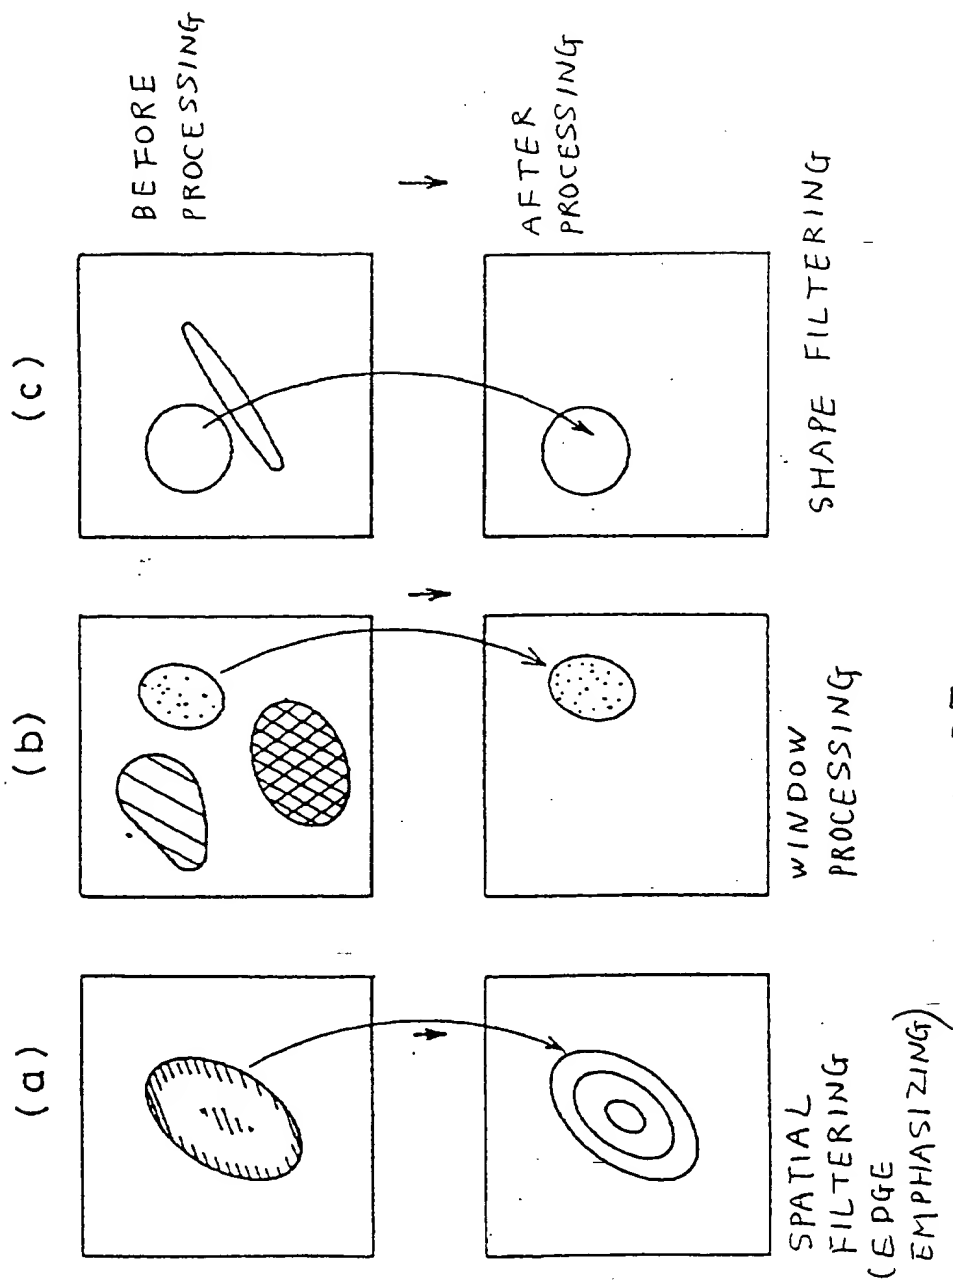 (a)
(b)
(c)
BEFORE
PROCESSING
AFTER
PROCESSING
SPATIAL
FILTERING
(EDGE
EMPHASIZING)
WINDOW
PROCESSING
SHAPE FILTERING